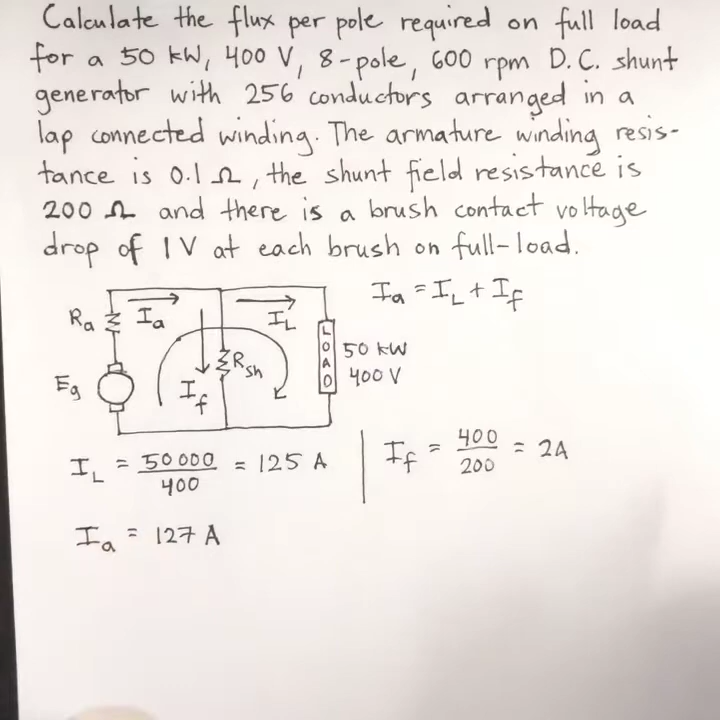 Calculate the flux per pole required on full load
for a 50 kW, 400 V, 8-pole, 600 rpm D.C. shunt
generator with 256 conductors arranged in a
lap connected winding. The armature winding resis-
tance is 0.1 Ω, the shunt field resistance is
200 Ω and there is a brush contact voltage
drop of 1V at each brush on full-load.
Ia = IL + If
Ra Ia IL
Rsh LOAD 50 kW
Eg If 400 V
IL = 50000/400 = 125 A
If = 400/200 = 2A
Ia = 127 A